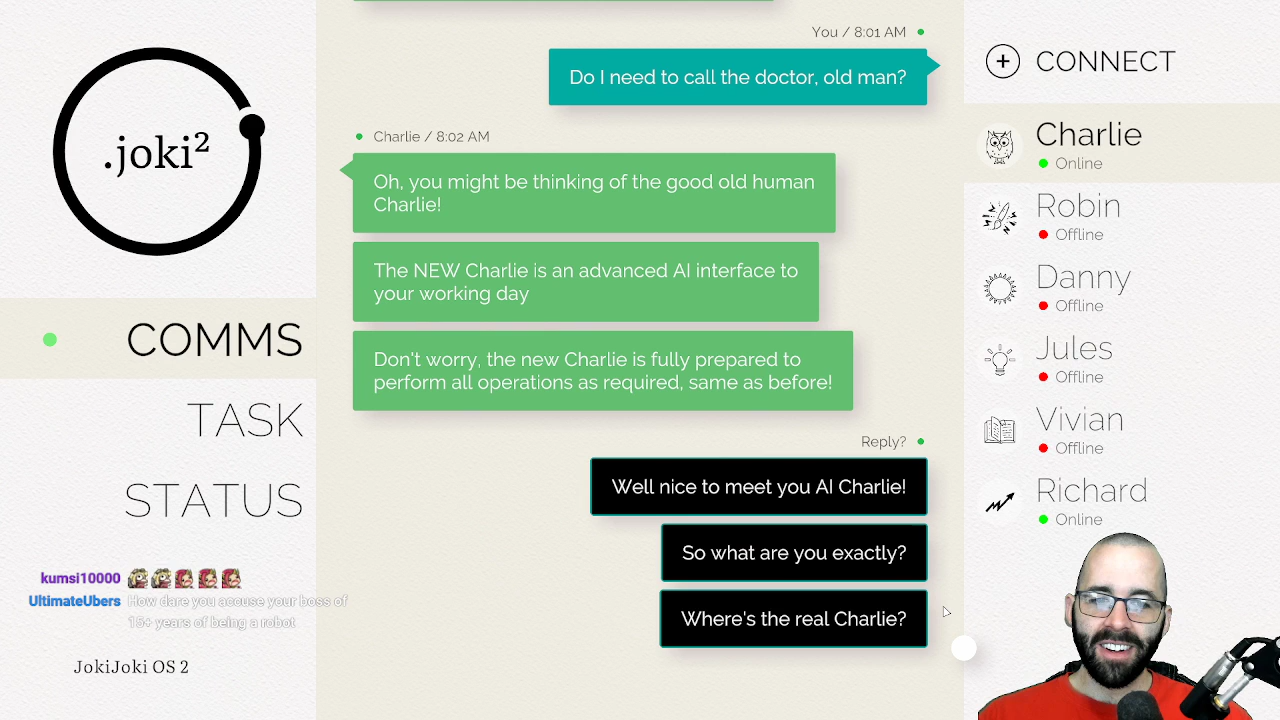 .joki²
COMMS
TASK
STATUS
kumsi10000
UltimateUbers How dare you accuse your boss of
15+ years of being a robot
JokiJoki OS 2
You / 8:01 AM
Do I need to call the doctor, old man?
Charlie / 8:02 AM
Oh, you might be thinking of the good old human
Charlie!
The NEW Charlie is an advanced AI interface to
your working day
Don't worry, the new Charlie is fully prepared to
perform all operations as required, same as before!
Reply?
Well nice to meet you AI Charlie!
So what are you exactly?
Where's the real Charlie?
+ CONNECT
Charlie
Online
Robin
Offline
Danny
Offline
Jules
Offline
Vivian
Offline
Richard
Online